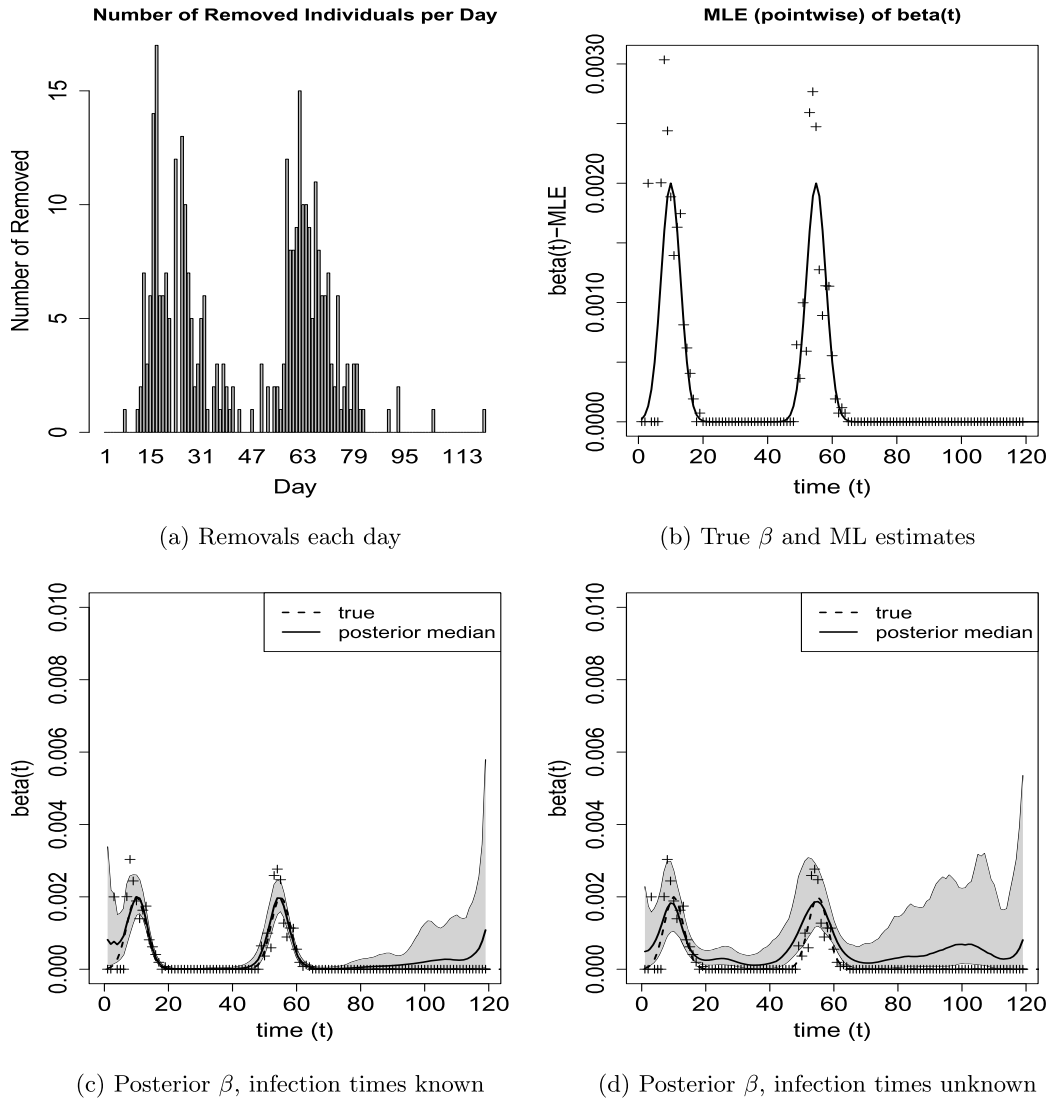 Number of Removed Individuals per Day
Number of Removed
15
10
5
0
1 15 31 47 63 79 95 113
Day
(a) Removals each day
MLE (pointwise) of beta(t)
beta(t)−MLE
0.0030
0.0020
0.0010
0.0000
0 20 40 60 80 100 120
time (t)
(b) True β and ML estimates
beta(t)
0.010
0.008
0.006
0.004
0.002
0.000
true
posterior median
0 20 40 60 80 100 120
time (t)
(c) Posterior β, infection times known
beta(t)
0.010
0.008
0.006
0.004
0.002
0.000
true
posterior median
0 20 40 60 80 100 120
time (t)
(d) Posterior β, infection times unknown